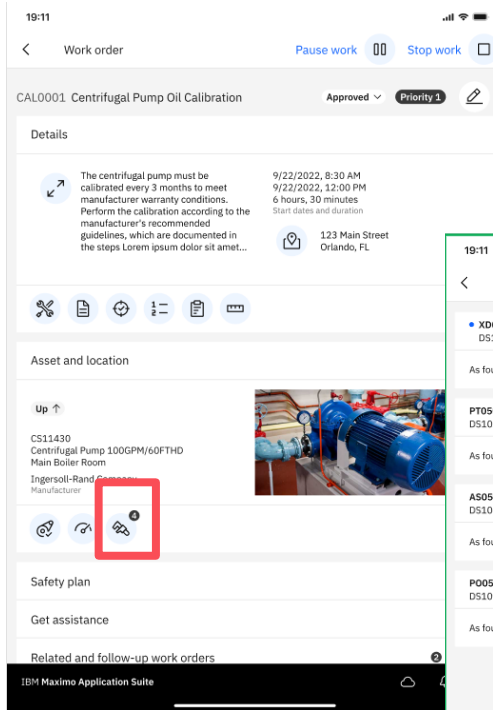 19:11
Work order
Pause work
Stop work
CAL0001 Centrifugal Pump Oil Calibration
Approved
Priority 1
Details
The centrifugal pump must be
calibrated every 3 months to meet
manufacturer warranty conditions.
Perform the calibration according to the
manufacturer's recommended
guidelines, which are documented in
the steps Lorem ipsum dolor sit amet...
9/22/2022, 8:30 AM
9/22/2022, 12:00 PM
6 hours, 30 minutes
Start dates and duration
123 Main Street
Orlando, FL
Asset and location
Up
CS11430
Centrifugal Pump 100GPM/60FTHD
Main Boiler Room
Ingersoll-Rand Company
Manufacturer
4
Safety plan
Get assistance
Related and follow-up work orders
2
IBM Maximo Application Suite
19:11
As
PT05
DS10
As
AS05
DS10
As
PO05
DS10
As